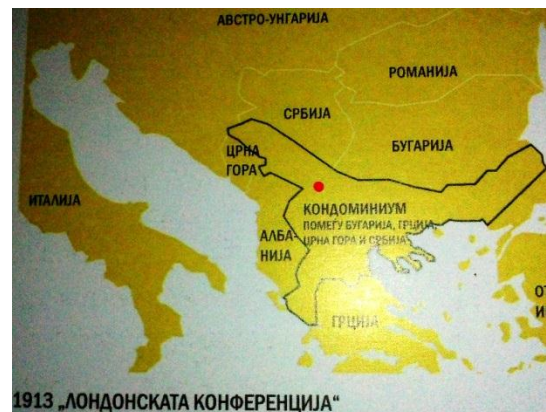 АВСТРО-УНГАРИЈА
РОМАНИЈА
СРБИЈА
БУГАРИЈА
ЦРНА
ГОРА
ИТАЛИЈА
КОНДОМИНИУМ
ПОМЕЃУ БУГАРИЈА, ГРЦИЈА,
ЦРНА ГОРА И СРБИЈА
АЛБА-
НИЈА
ГРЦИЈА
1913 „ЛОНДОНСКАТА КОНФЕРЕНЦИЈА“